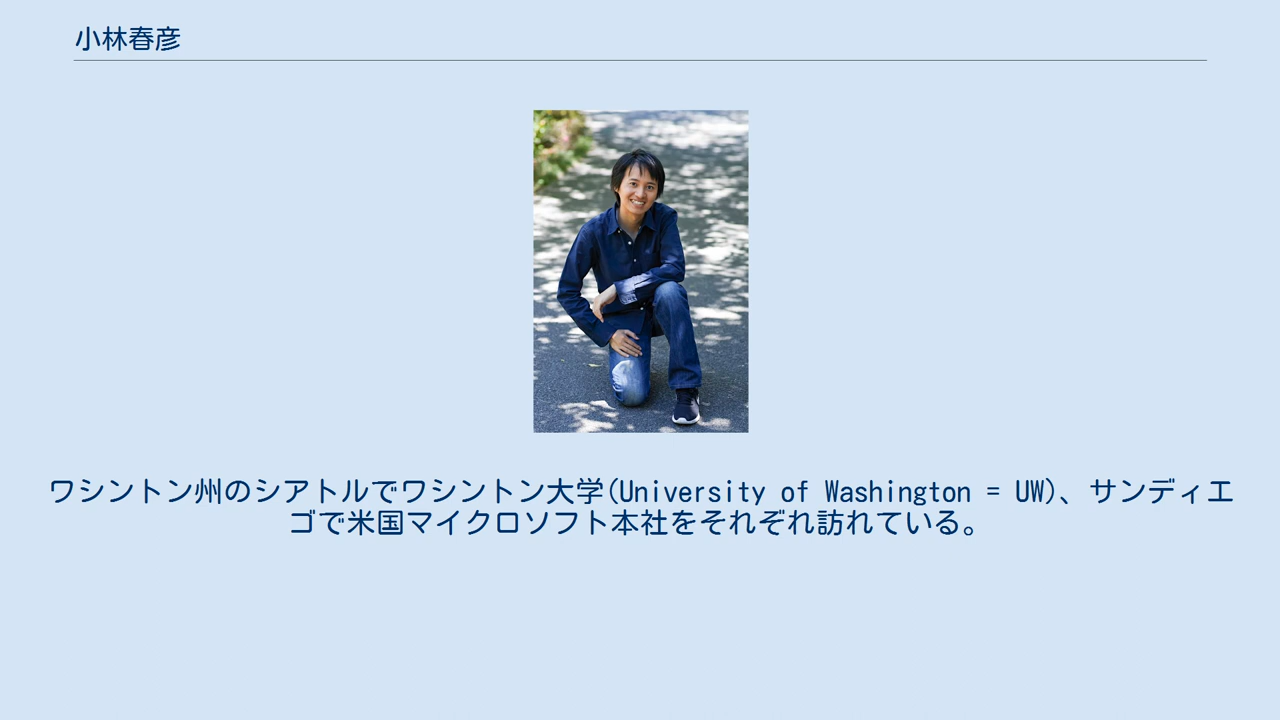 小林春彦
ワシントン州のシアトルでワシントン大学(University of Washington = UW)、サンディエ
ゴで米国マイクロソフト本社をそれぞれ訪れている。